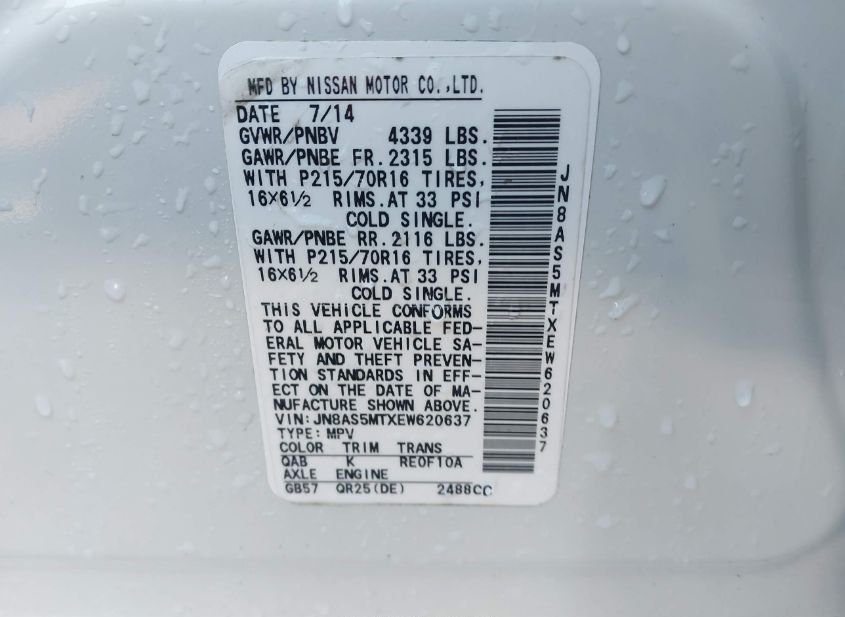 MFD BY NISSAN MOTOR CO.,LTD.
DATE 7/14
GVWR/PNBV 4339 LBS.
GAWR/PNBE FR.2315 LBS.
WITH P215/70R16 TIRES,
16×6½ RIMS.AT 33 PSI
COLD SINGLE.
GAWR/PNBE RR.2116 LBS.
WITH P215/70R16 TIRES,
16×6½ RIMS.AT 33 PSI
COLD SINGLE.
THIS VEHICLE CONFORMS
TO ALL APPLICABLE FED-
ERAL MOTOR VEHICLE SA-
FETY AND THEFT PREVEN-
TION STANDARDS IN EFF-
ECT ON THE DATE OF MA-
NUFACTURE SHOWN ABOVE.
VIN:JN8AS5MTXEW620637
TYPE:MPV
COLOR TRIM TRANS
QAB K RE0F10A
AXLE ENGINE
GB57 QR25(DE) 2488CC
JN8AS5MTXEW620637